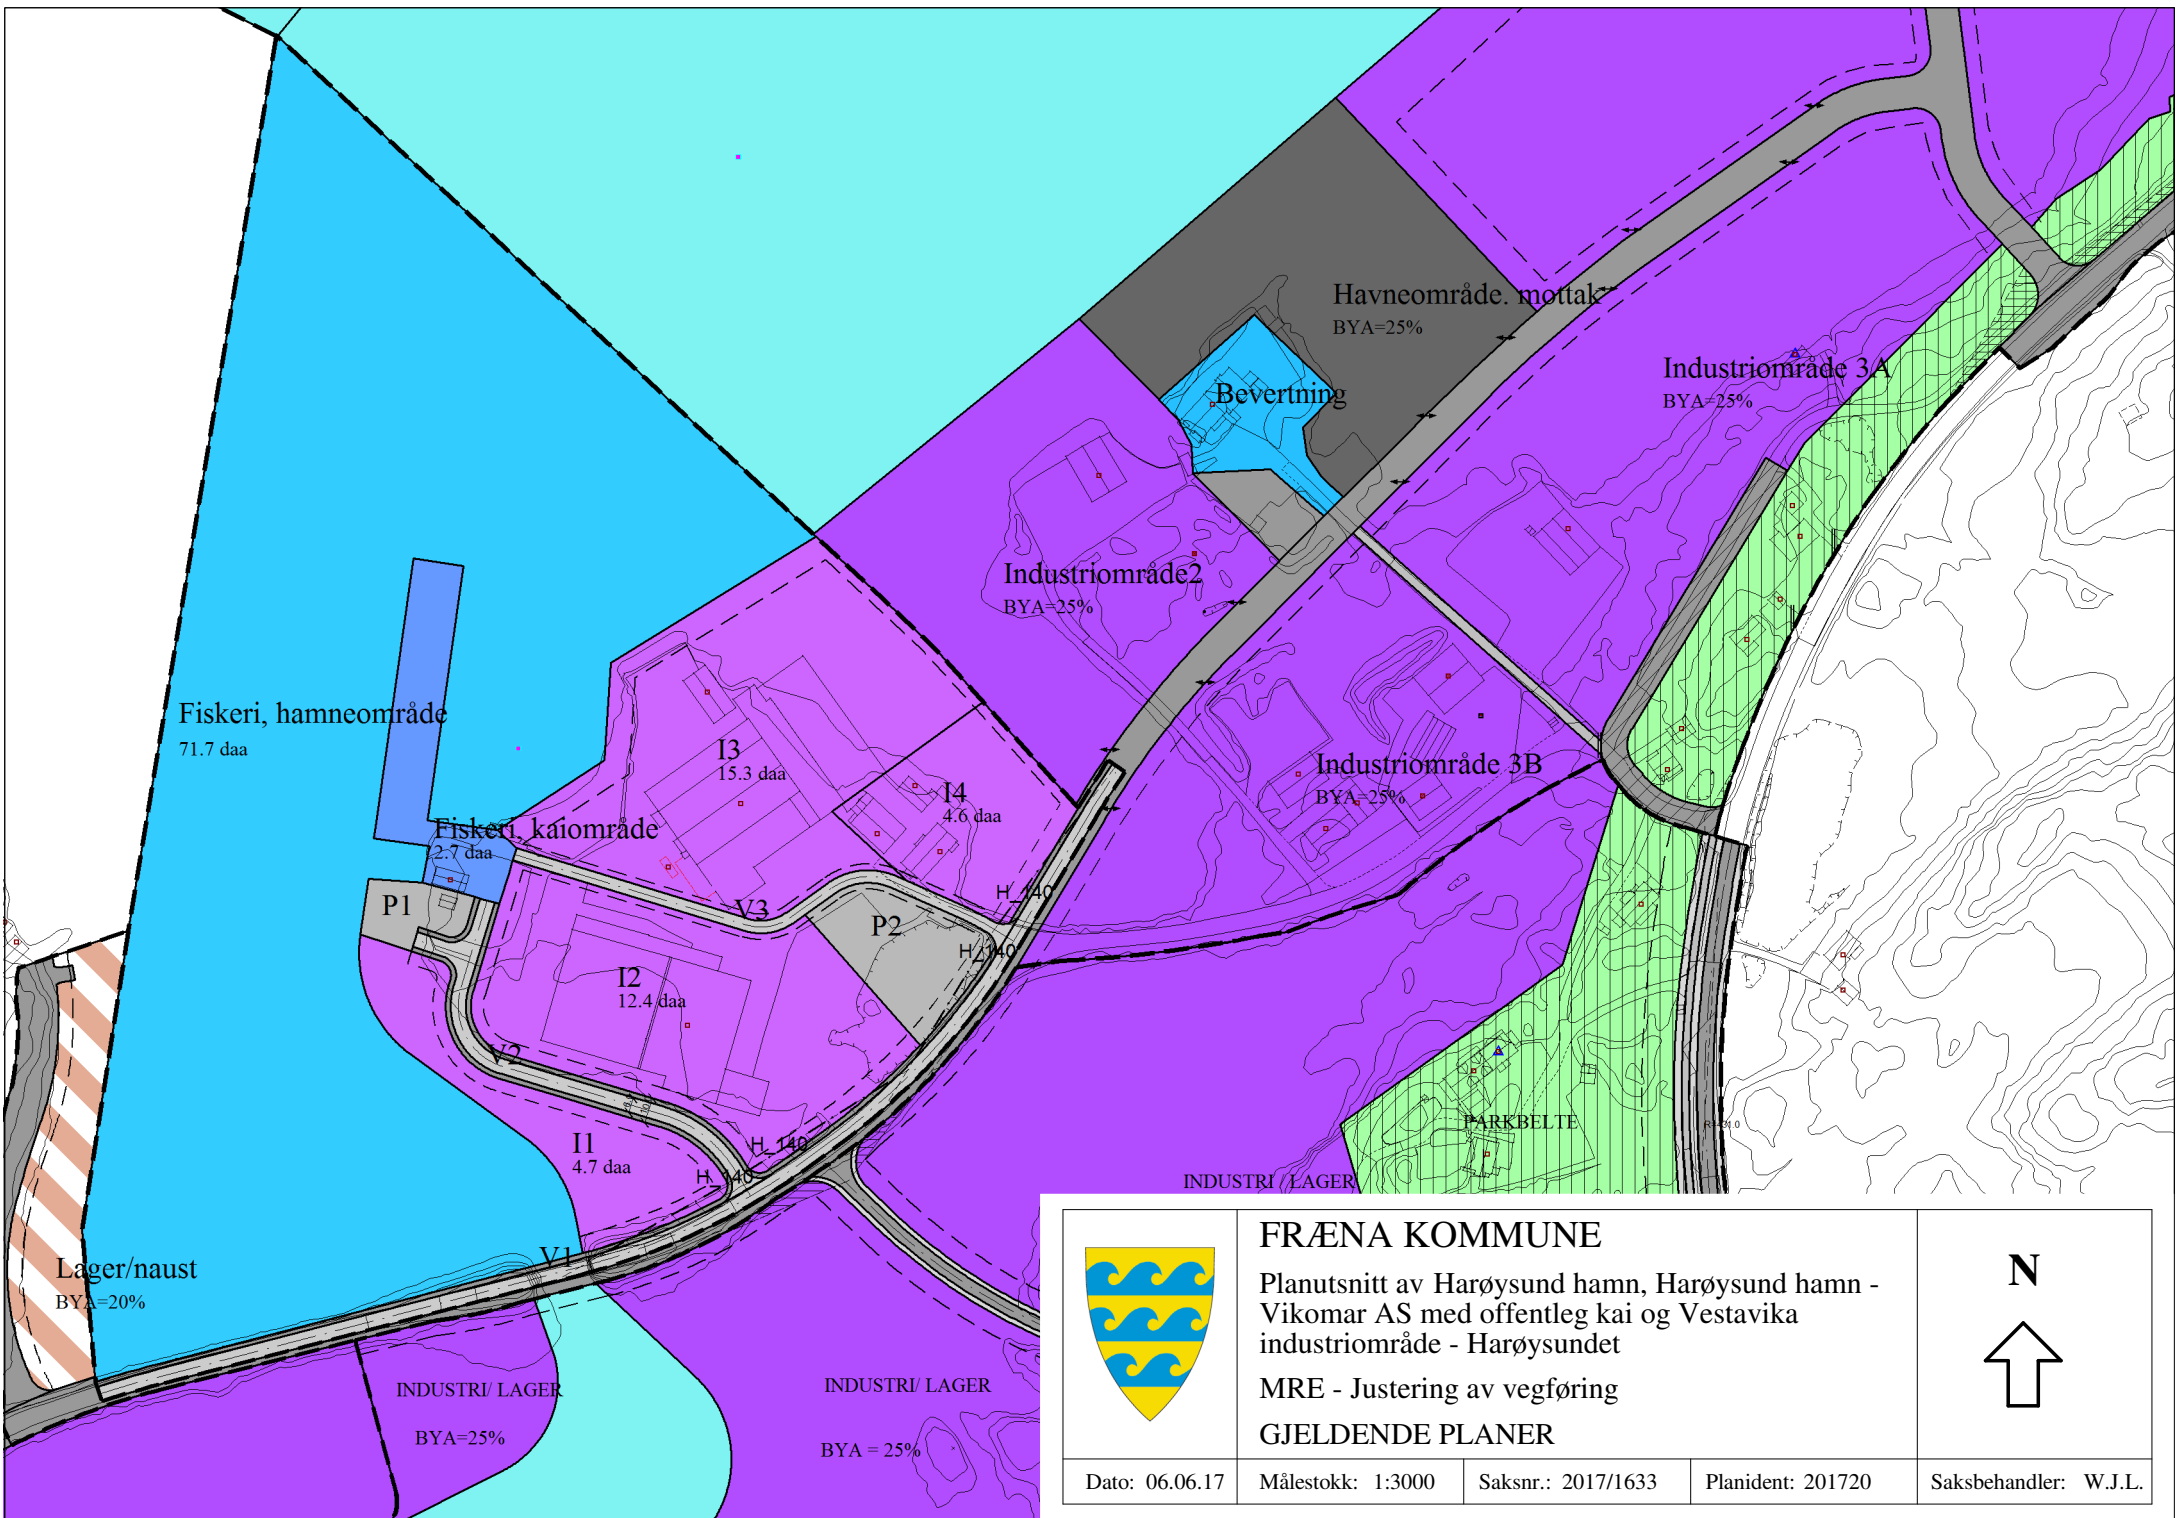 Havneområde. mottak
BYA=25%
Industriområde 3A
BYA=25%
Bevertning
Industriområde2
BYA=25%
Fiskeri, hamneområde
71.7 daa
I3
15.3 daa
Industriområde 3B
BYA=25%
I4
4.6 daa
Fiskeri, kaiområde
2.7 daa
H_140
P1
V3
P2
H_140
I2
12.4 daa
V2
I1
4.7 daa
H_140
H_140
PARKBELTE
INDUSTRI / LAGER
V1
Lager/naust
BYA=20%
INDUSTRI/ LAGER
BYA=25%
INDUSTRI/ LAGER
BYA = 25%
FRÆNA KOMMUNE
Planutsnitt av Harøysund hamn, Harøysund hamn -
Vikomar AS med offentleg kai og Vestavika
industriområde - Harøysundet
MRE - Justering av vegføring
GJELDENDE PLANER
N
Dato: 06.06.17
Målestokk: 1:3000
Saksnr.: 2017/1633
Planident: 201720
Saksbehandler: W.J.L.